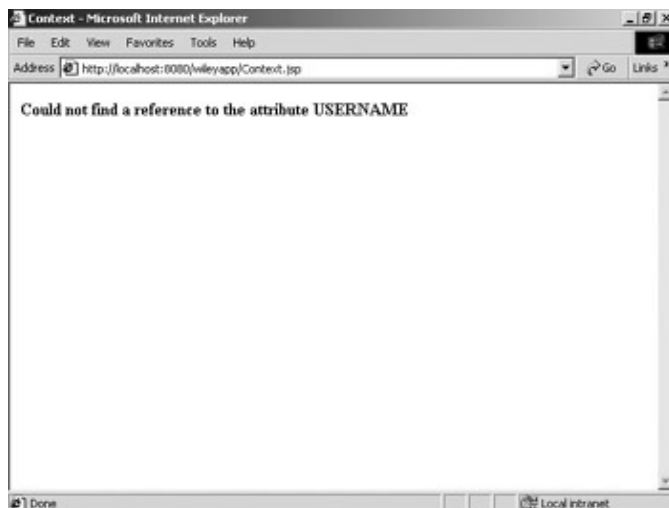 Context - Microsoft Internet Explorer
File Edit View Favorites Tools Help
Address http://localhost:8080/wileyapp/Context.jsp Go Links »
Could not find a reference to the attribute USERNAME
Done Local intranet